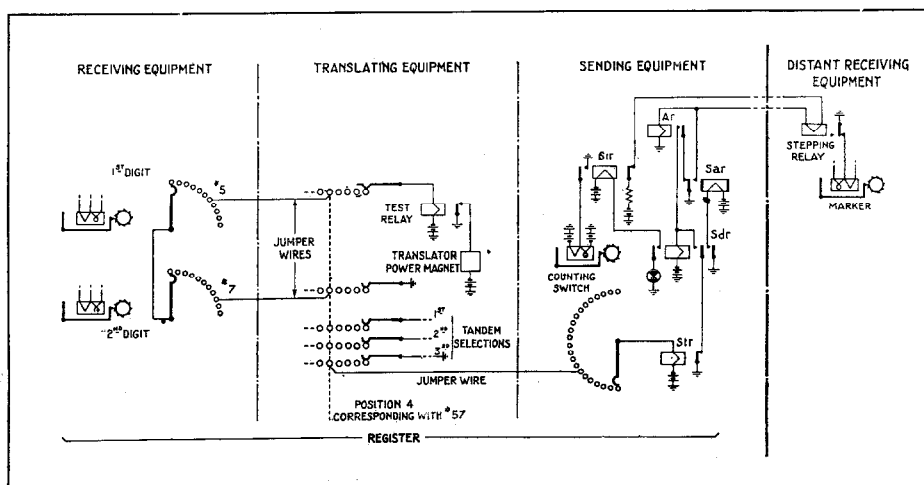 RECEIVING EQUIPMENT
TRANSLATING EQUIPMENT
SENDING EQUIPMENT
DISTANT RECEIVING
EQUIPMENT
1ST DIGIT
#5
JUMPER
WIRES
#7
2ND DIGIT
TEST
RELAY
TRANSLATOR
POWER MAGNET
1ST
2ND
3RD
TANDEM
SELECTIONS
JUMPER WIRE
POSITION 4
CORRESPONDING WITH #57
Ar
Bir
Sar
Sdr
COUNTING
SWITCH
Str
STEPPING
RELAY
MARKER
REGISTER